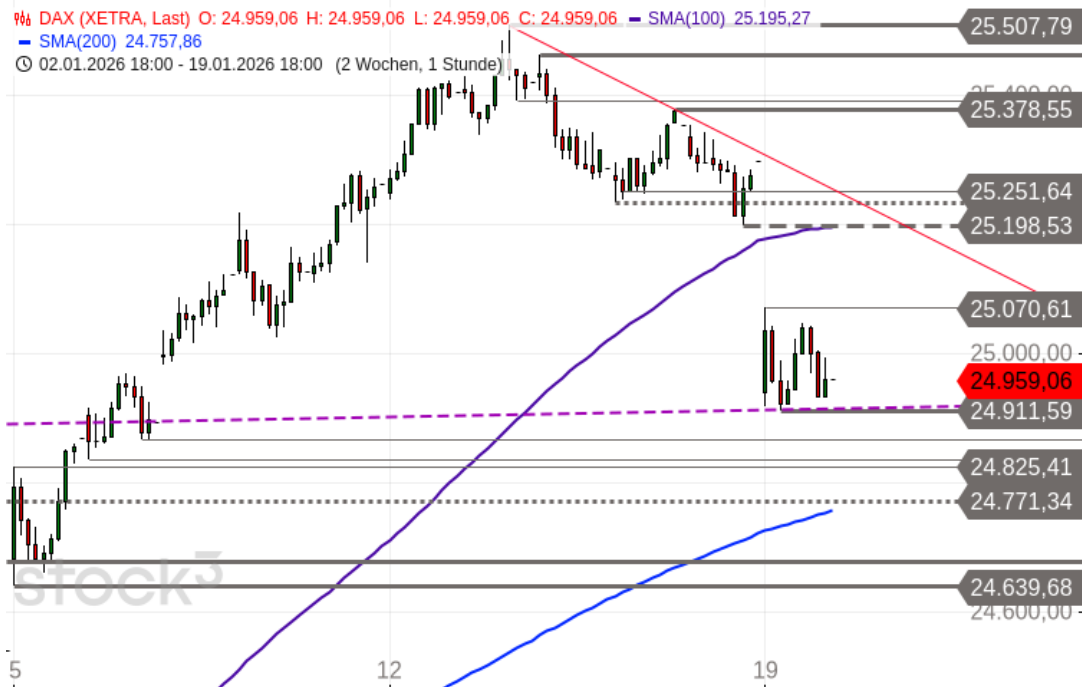 DAX (XETRA, Last) O: 24.959,06 H: 24.959,06 L: 24.959,06 C: 24.959,06 SMA(100) 25.195,27
SMA(200) 24.757,86
02.01.2026 18:00 - 19.01.2026 18:00 (2 Wochen, 1 Stunde)
25.507,79
25.400,00
25.378,55
25.251,64
25.198,53
25.070,61
25.000,00
24.959,06
24.911,59
24.825,41
24.771,34
24.639,68
24.600,00
stock3
5 12 19